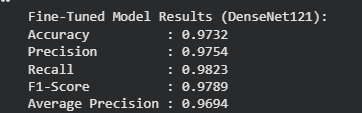 Fine-Tuned Model Results (DenseNet121):
Accuracy          : 0.9732
Precision         : 0.9754
Recall            : 0.9823
F1-Score          : 0.9789
Average Precision : 0.9694